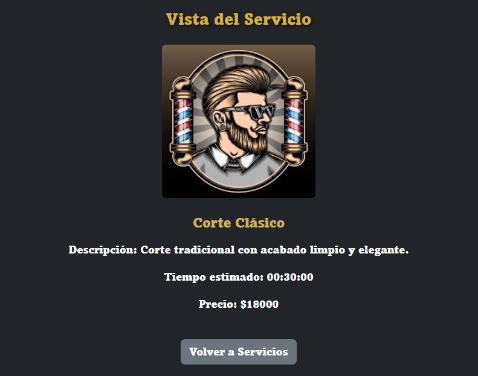 Vista del Servicio
Corte Clásico
Descripción: Corte tradicional con acabado limpio y elegante.
Tiempo estimado: 00:30:00
Precio: $18000
Volver a Servicios